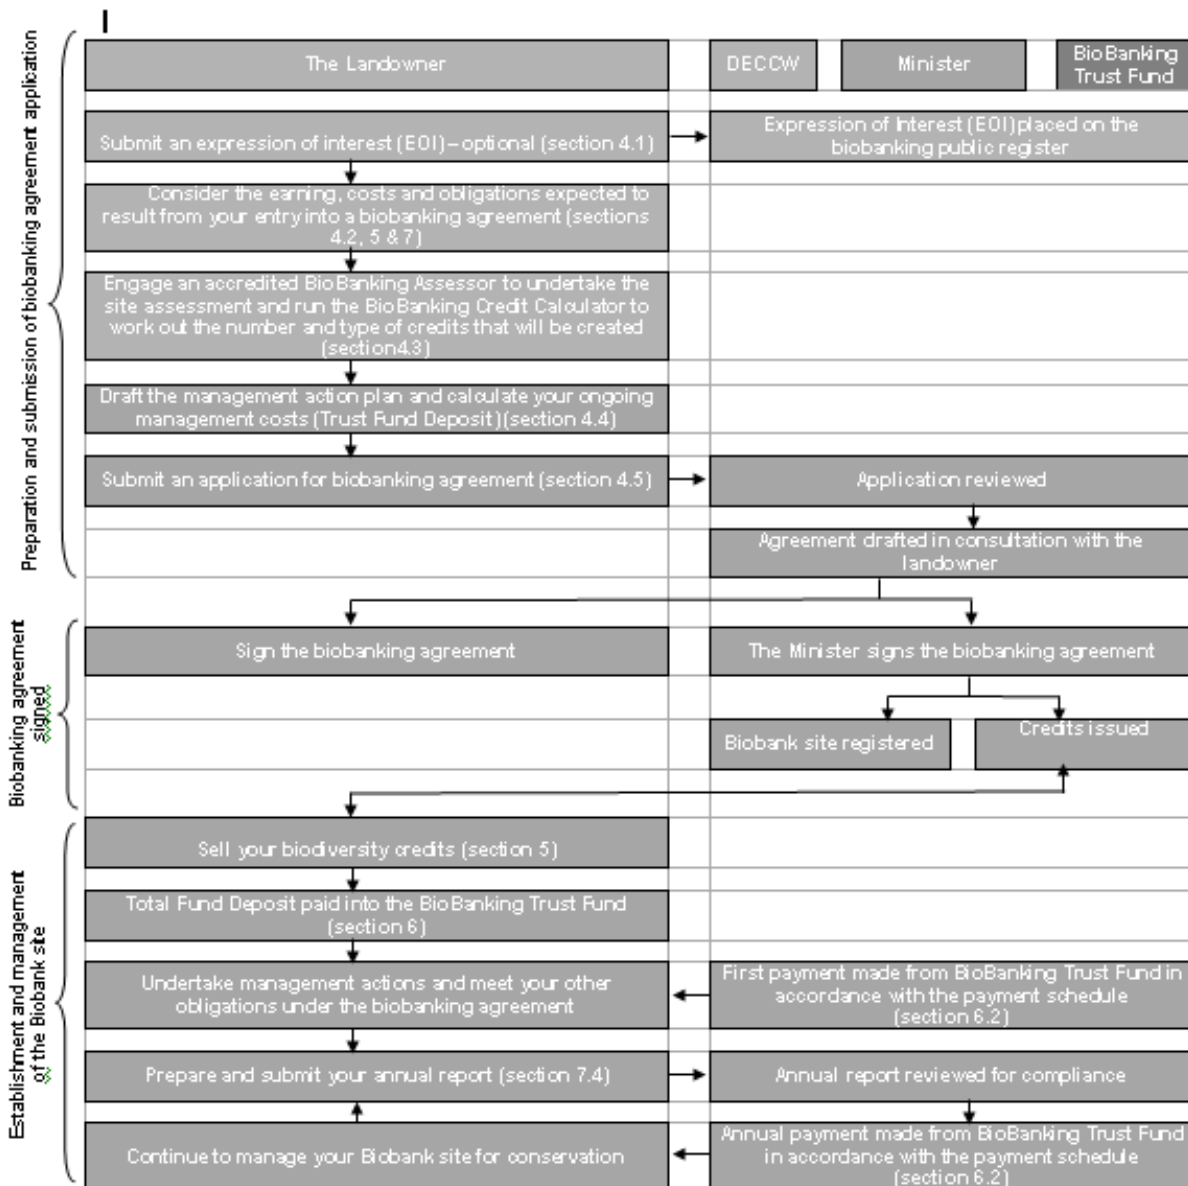 The Landowner
DECCW
Minister
BioBanking
Trust Fund
Preparation and submission of biobanking agreement application
Submit an expression of interest (EOI) – optional (section 4.1)
Expression of Interest (EOI) placed on the
biobanking public register
Consider the earning, costs and obligations expected to
result from your entry into a biobanking agreement (sections
4.2, 5 & 7)
Engage an accredited BioBanking Assessor to undertake the
site assessment and run the BioBanking Credit Calculator to
work out the number and type of credits that will be created
(section4.3)
Draft the management action plan and calculate your ongoing
management costs (Trust Fund Deposit)(section 4.4)
Submit an application for biobanking agreement (section 4.5)
Application reviewed
Agreement drafted in consultation with the
landowner
Biobanking agreement
signed
Sign the biobanking agreement
The Minister signs the biobanking agreement
Biobank site registered
Credits issued
Establishment and management
of the Biobank site
Sell your biodiversity credits (section 5)
Total Fund Deposit paid into the BioBanking Trust Fund
(section 6)
Undertake management actions and meet your other
obligations under the biobanking agreement
First payment made from BioBanking Trust Fund in
accordance with the payment schedule
(section 6.2)
Prepare and submit your annual report (section 7.4)
Annual report reviewed for compliance
Continue to manage your Biobank site for conservation
Annual payment made from BioBanking Trust Fund
in accordance with the payment schedule
(section 6.2)